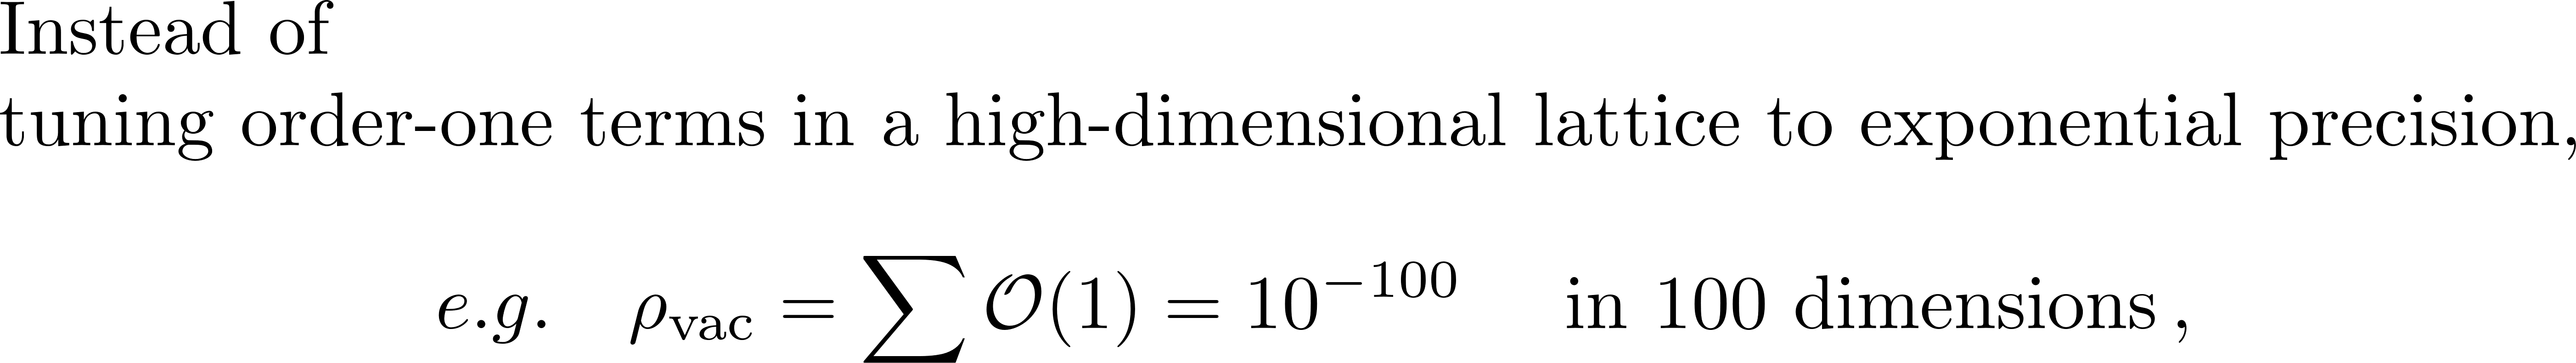 Instead of
tuning order-one terms in a high-dimensional lattice to exponential precision,
e.g. ρ_vac = ∑ 𝒪(1) = 10^{−100} in 100 dimensions ,